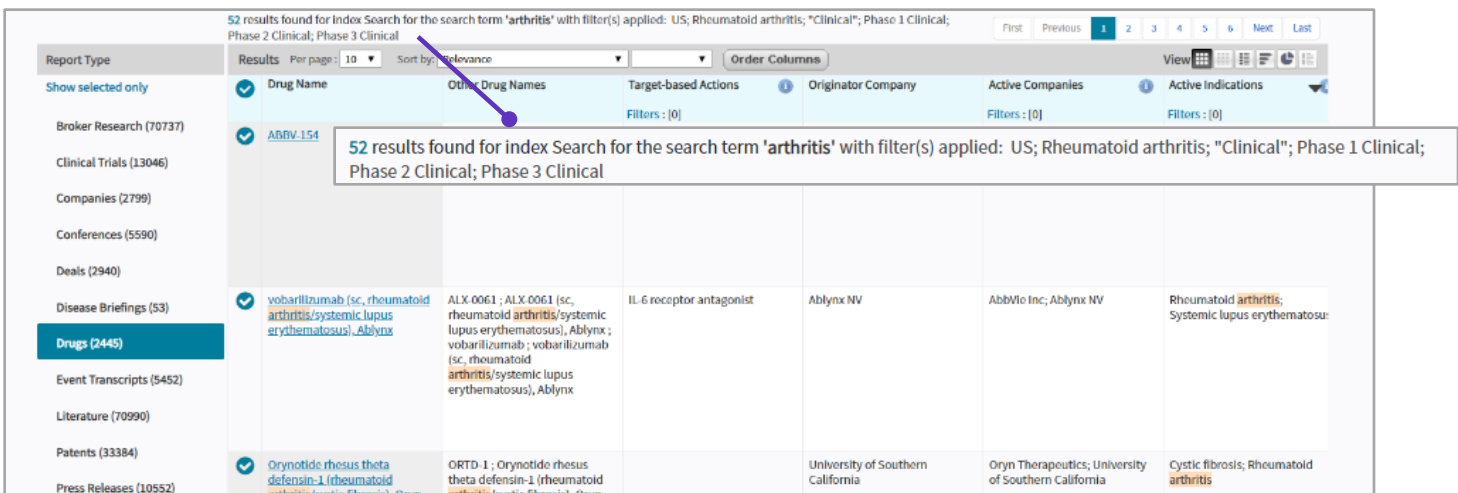 52 results found for index Search for the search term 'arthritis' with filter(s) applied: US; Rheumatoid arthritis; "Clinical"; Phase 1 Clinical;
Phase 2 Clinical; Phase 3 Clinical
First Previous 1 2 3 4 5 6 Next Last
Report Type
Show selected only
Broker Research (70737)
Clinical Trials (13046)
Companies (2799)
Conferences (5590)
Deals (2940)
Disease Briefings (53)
Drugs (2445)
Event Transcripts (5452)
Literature (70990)
Patents (33384)
Press Releases (10552)
Results Per page: 10 Sort by: Relevance Order Columns View
Drug Name Other Drug Names Target-based Actions Originator Company Active Companies Active Indications
Filters : [0] Filters : [0] Filters : [0]
ABBV-154
52 results found for index Search for the search term 'arthritis' with filter(s) applied: US; Rheumatoid arthritis; "Clinical"; Phase 1 Clinical;
Phase 2 Clinical; Phase 3 Clinical
vobarilizumab (sc, rheumatoid
arthritis/systemic lupus
erythematosus), Ablynx
ALX-0061 ; ALX-0061 (sc,
rheumatoid arthritis/systemic
lupus erythematosus), Ablynx ;
vobarilizumab ; vobarilizumab
(sc, rheumatoid
arthritis/systemic lupus
erythematosus), Ablynx
IL-6 receptor antagonist
Ablynx NV
AbbVie Inc; Ablynx NV
Rheumatoid arthritis;
Systemic lupus
Orynotide rhesus theta
defensin-1 (rheumatoid
ORTD-1 ; Orynotide rhesus
theta defensin-1 (rheumatoid
University of Southern
California
Oryn Therapeutics; University
of Southern California
Cystic fibrosis; Rheumatoid
arthritis